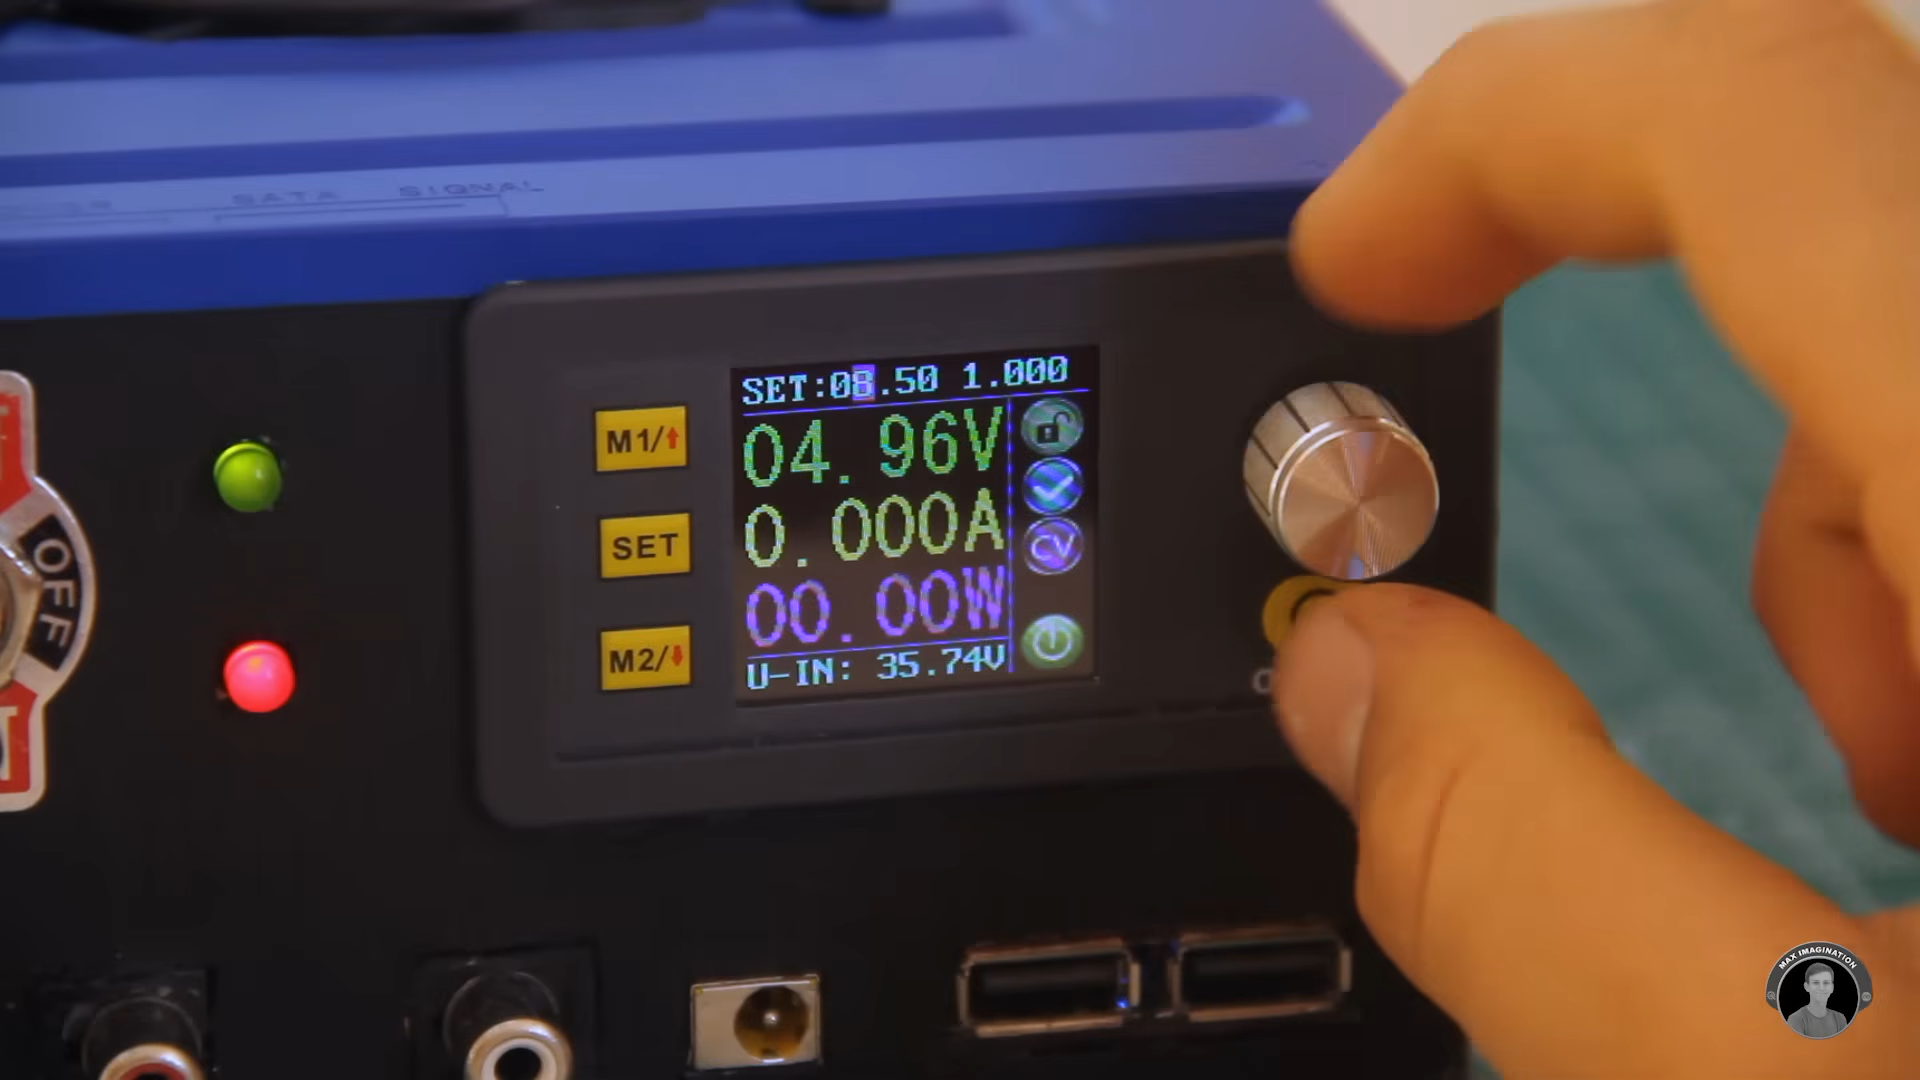 SATA SIGNAL
SET:08.50 1.000
04.96V
0.000A
00.00W
U-IN: 35.74V
CV
M1/↑
SET
M2/↓
OFF
MAX IMAGINATION